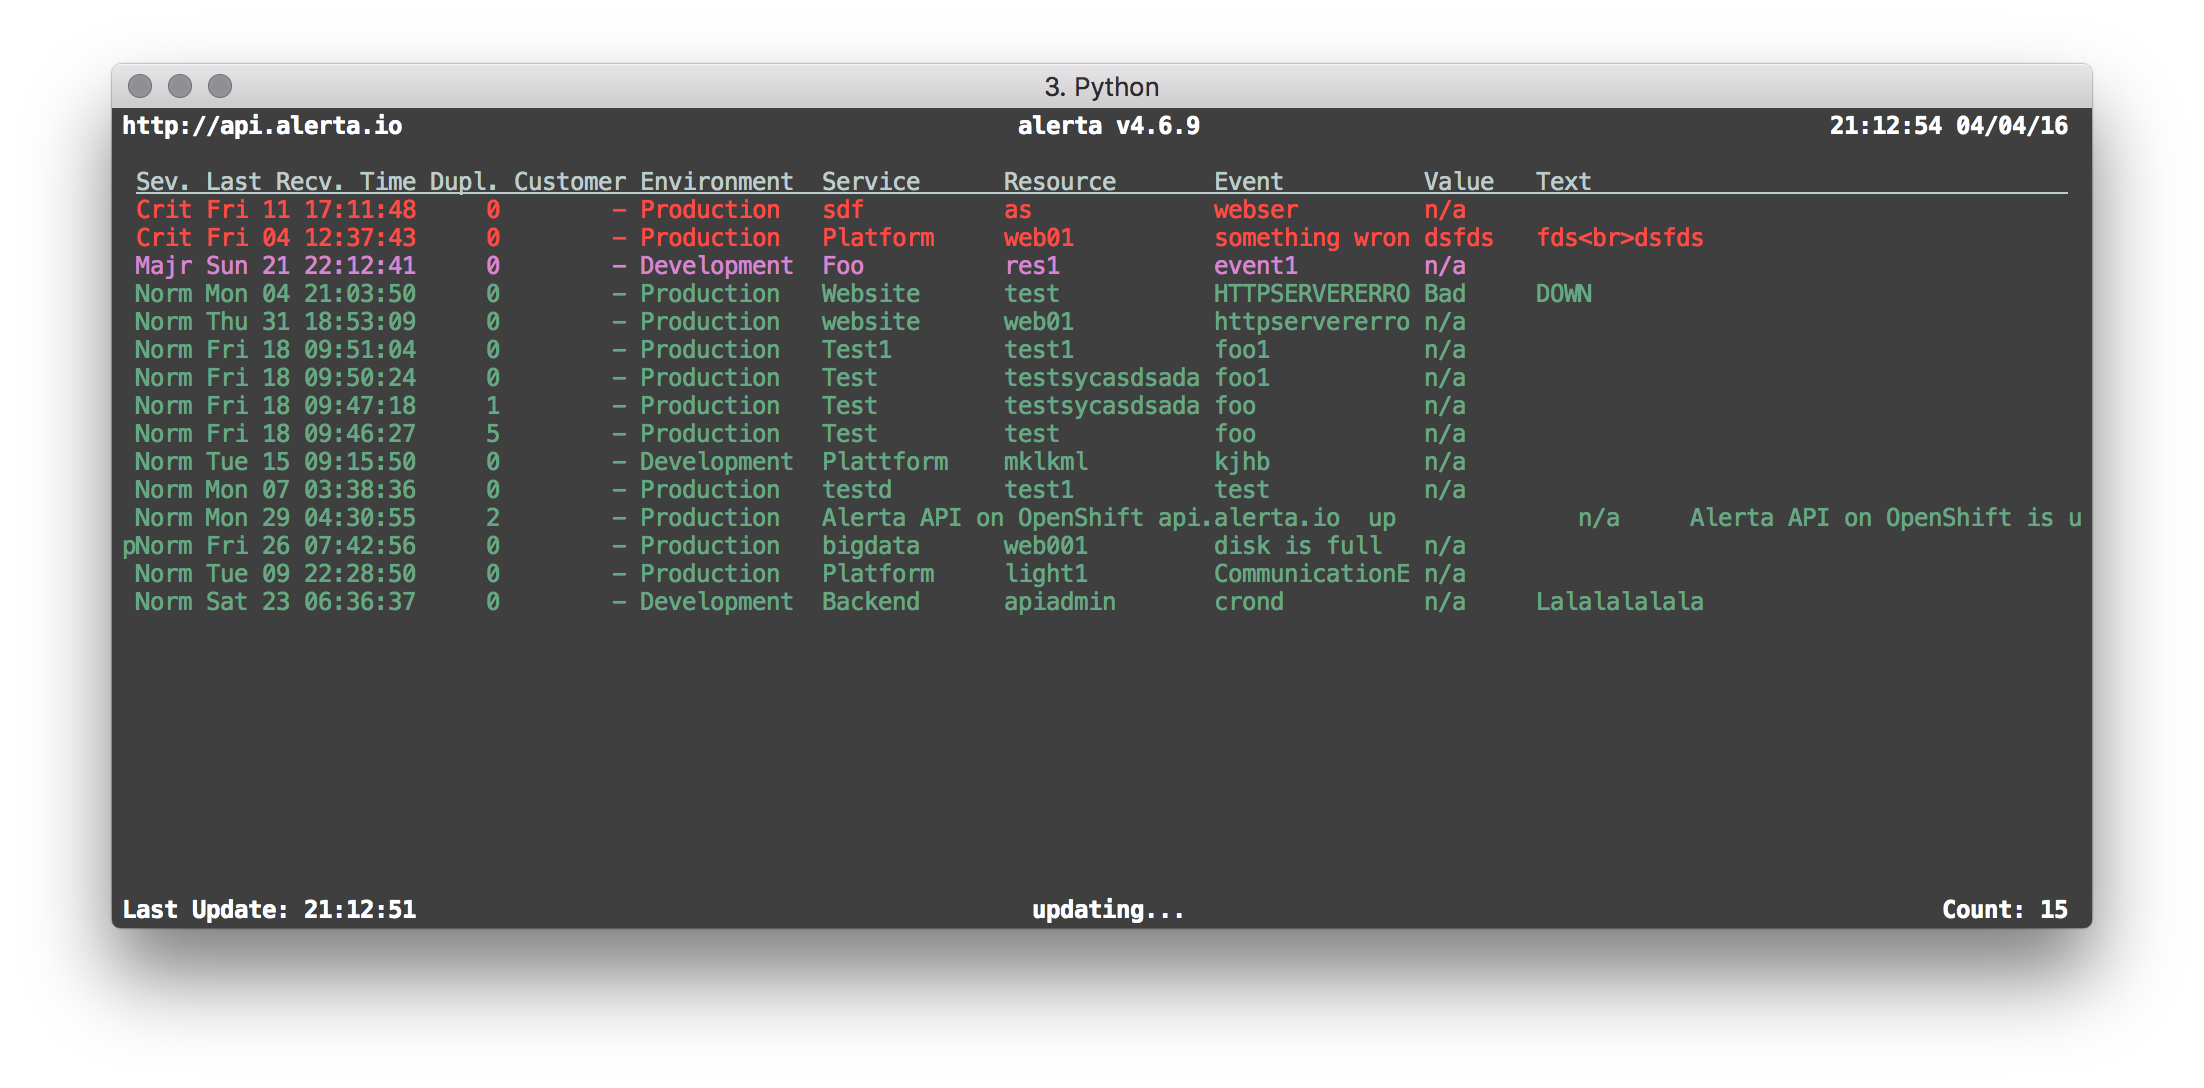 3. Python
http://api.alerta.io alerta v4.6.9 21:12:54 04/04/16
Sev. Last Recv. Time Dupl. Customer Environment Service Resource Event Value Text
Crit Fri 11 17:11:48 0 - Production sdf as webser n/a
Crit Fri 04 12:37:43 0 - Production Platform web01 something wron dsfds fds<br>dsfds
Majr Sun 21 22:12:41 0 - Development Foo res1 event1 n/a
Norm Mon 04 21:03:50 0 - Production Website test HTTPSERVERERRO Bad DOWN
Norm Thu 31 18:53:09 0 - Production website web01 httpservererro n/a
Norm Fri 18 09:51:04 0 - Production Test1 test1 foo1 n/a
Norm Fri 18 09:50:24 0 - Production Test testsycasdsada foo1 n/a
Norm Fri 18 09:47:18 1 - Production Test testsycasdsada foo n/a
Norm Fri 18 09:46:27 5 - Production Test test foo n/a
Norm Tue 15 09:15:50 0 - Development Plattform mklkml kjhb n/a
Norm Mon 07 03:38:36 0 - Production testd test1 test n/a
Norm Mon 29 04:30:55 2 - Production Alerta API on OpenShift api.alerta.io up n/a Alerta API on OpenShift is u
pNorm Fri 26 07:42:56 0 - Production bigdata web001 disk is full n/a
Norm Tue 09 22:28:50 0 - Production Platform light1 CommunicationE n/a
Norm Sat 23 06:36:37 0 - Development Backend apiadmin crond n/a Lalalalalala
Last Update: 21:12:51 updating... Count: 15